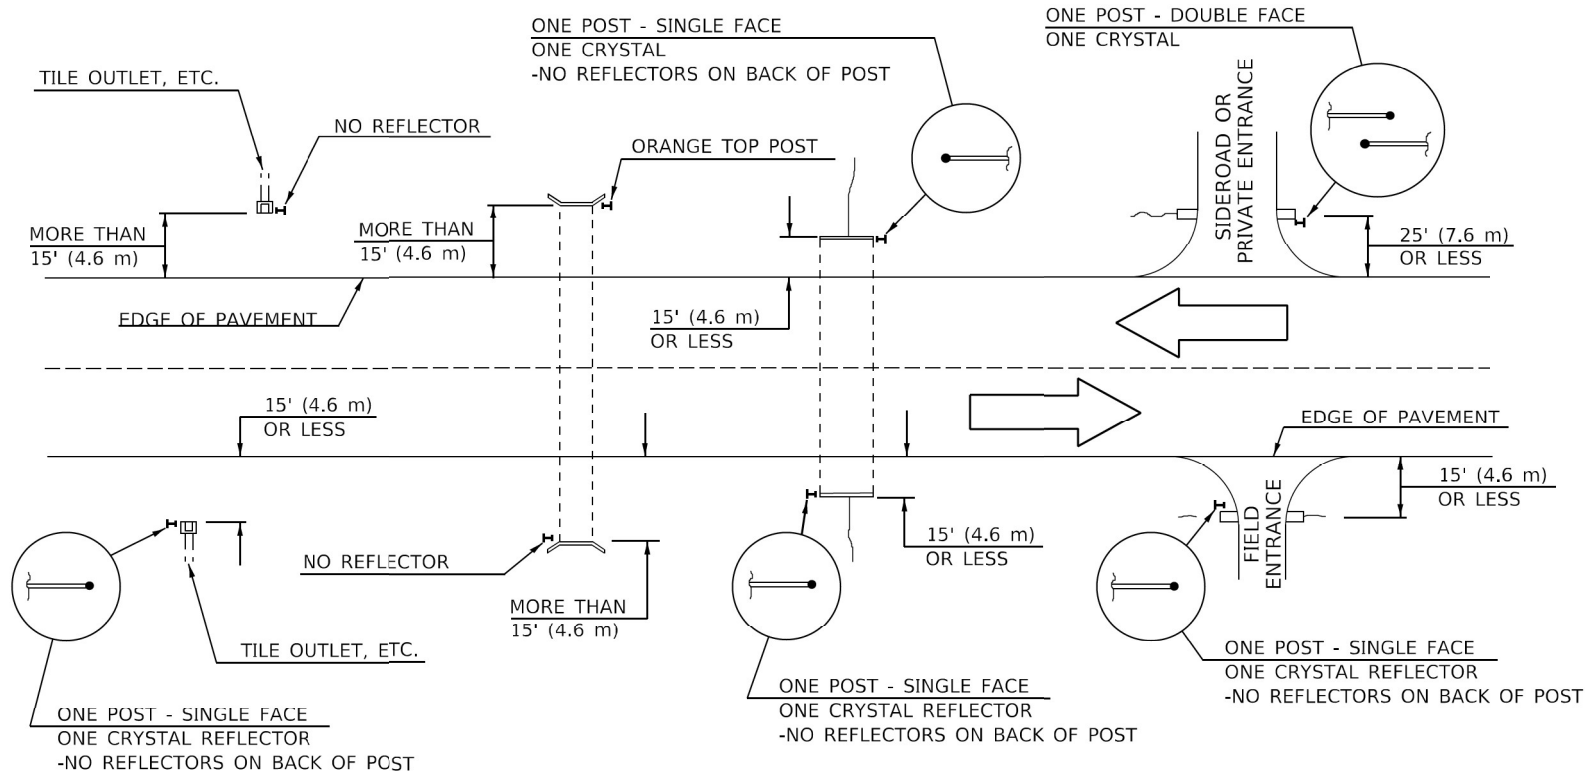 ONE POST - SINGLE FACE
ONE CRYSTAL
-NO REFLECTORS ON BACK OF POST
ONE POST - DOUBLE FACE
ONE CRYSTAL
TILE OUTLET, ETC.
NO REFLECTOR
ORANGE TOP POST
SIDEROAD OR
PRIVATE ENTRANCE
MORE THAN
15' (4.6 m)
MORE THAN
15' (4.6 m)
25' (7.6 m)
OR LESS
EDGE OF PAVEMENT
15' (4.6 m)
OR LESS
15' (4.6 m)
OR LESS
EDGE OF PAVEMENT
15' (4.6 m)
OR LESS
FIELD
ENTRANCE
NO REFLECTOR
15' (4.6 m)
OR LESS
MORE THAN
15' (4.6 m)
TILE OUTLET, ETC.
ONE POST - SINGLE FACE
ONE CRYSTAL REFLECTOR
-NO REFLECTORS ON BACK OF POST
ONE POST - SINGLE FACE
ONE CRYSTAL REFLECTOR
-NO REFLECTORS ON BACK OF POST
ONE POST - SINGLE FACE
ONE CRYSTAL REFLECTOR
-NO REFLECTORS ON BACK OF POST